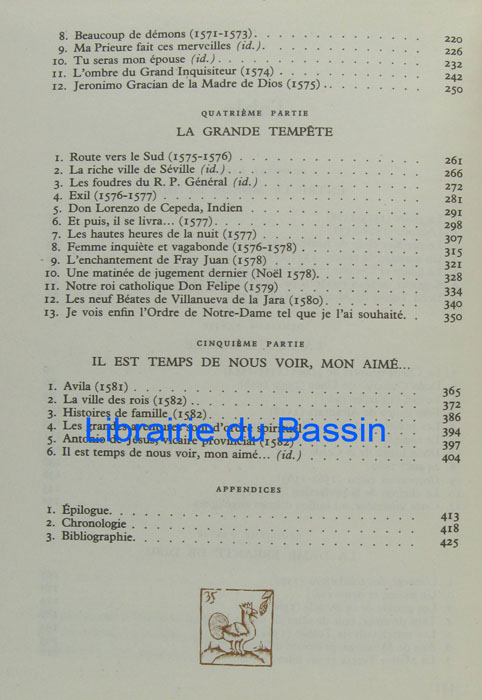 8. Beaucoup de démons (1571-1573). . . . . . . . . . . . 220
9. Ma Prieure fait ces merveilles (id.). . . . . . . . . . . . 226
10. Tu seras mon épouse (id.) . . . . . . . . . . . . 232
11. L'ombre du Grand Inquisiteur (1574) . . . . . . . . . . 242
12. Jeronimo Gracían de la Madre de Dios (1575) . . . . . . . . 250
QUATRIÈME PARTIE
LA GRANDE TEMPÊTE
1. Route vers le Sud (1575-1576) . . . . . . . . . . . . 261
2. La riche ville de Séville (id.) . . . . . . . . . . . . 266
3. Les foudres du R. P. Général (id.) . . . . . . . . . . . . 272
4. Exil (1576-1577) . . . . . . . . . . . . 281
5. Don Lorenzo de Cepeda, Indien . . . . . . . . . . . . 291
6. Et puis, il se livra... (1577). . . . . . . . . . . . 298
7. Les hautes heures de la nuit (1577) . . . . . . . . . . . . 307
8. Femme inquiète et vagabonde (1576-1578) . . . . . . . . . . 315
9. L'enchantement de Fray Juan (1578) . . . . . . . . . . 321
10. Une matinée de jugement dernier (Noël 1578). . . . . . . . 328
11. Notre roi catholique Don Felipe (1579) . . . . . . . . . . 334
12. Les neuf Béates de Villanueva de la Jara (1580) . . . . . . . . 340
13. Je vois enfin l'Ordre de Notre-Dame tel que je l'ai souhaité. . 350
CINQUIÈME PARTIE
IL EST TEMPS DE NOUS VOIR, MON AIMÉ...
1. Avila (1581) . . . . . . . . . . . . 365
2. La ville des rois (1582) . . . . . . . . . . . . 372
3. Histoires de famille (1582) . . . . . . . . . . . . 386
4. Les grandes aventures sont d'ordre spirituel . . . . . . . . 394
Librairie du Bassin
5. Antonio de Jésus, vicaire provincial (1582) . . . . . . . . 397
6. Il est temps de nous voir, mon aimé... (id.) . . . . . . . . 404
APPENDICES
1. Épilogue. . . . . . . . . . . . 413
2. Chronologie . . . . . . . . . . . . 418
3. Bibliographie. . . . . . . . . . . . 425
35